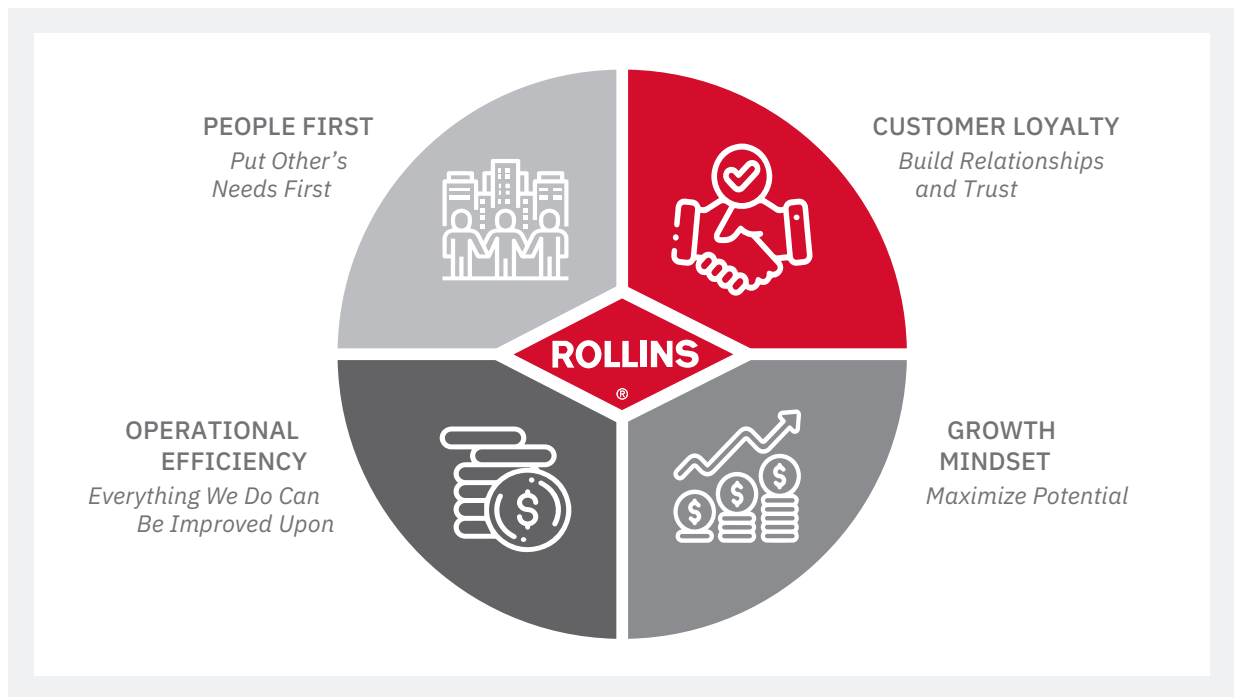 PEOPLE FIRST
Put Other’s
Needs First
CUSTOMER LOYALTY
Build Relationships
and Trust
ROLLINS
®
OPERATIONAL
EFFICIENCY
Everything We Do Can
Be Improved Upon
$
GROWTH
MINDSET
Maximize Potential
$
$
$